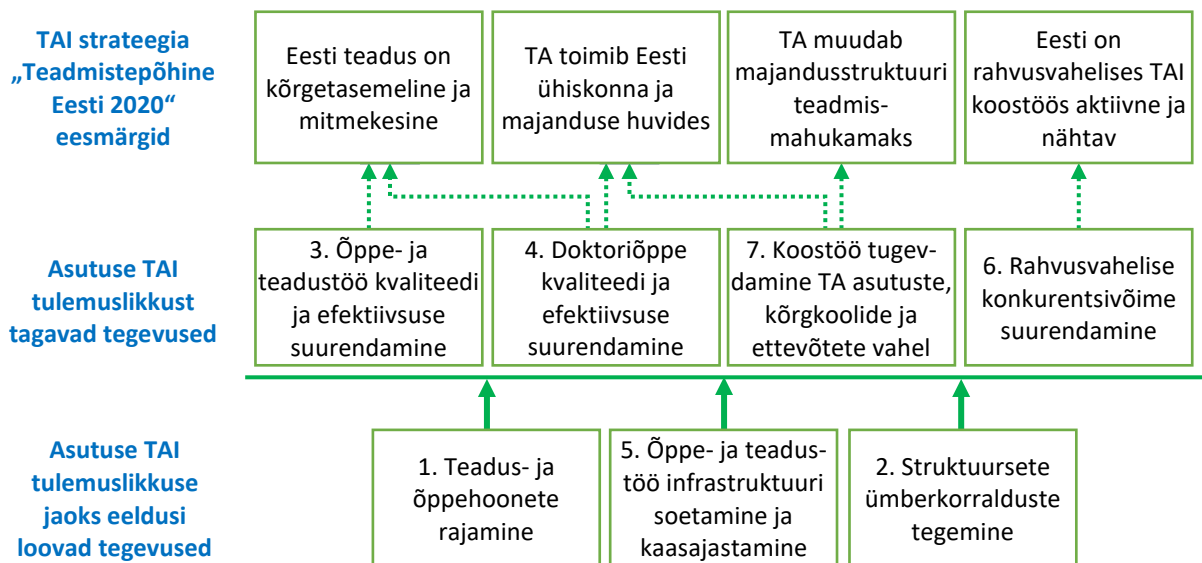 TAI strateegia
„Teadmistepõhine
Eesti 2020“
eesmärgid
Eesti teadus on
kõrgetasemeline ja
mitmekesine
TA toimib Eesti
ühiskonna ja
majanduse huvides
TA muudab
majandusstruktuuri
teadmis-
mahukamaks
Eesti on
rahvusvahelises TAI
koostöös aktiivne ja
nähtav
Asutuse TAI
tulemuslikkust
tagavad tegevused
3. Õppe- ja
teadustöö kvaliteedi
ja efektiivsuse
suurendamine
4. Doktoriõppe
kvaliteedi ja
efektiivsuse
suurendamine
7. Koostöö tugev-
damine TA asutuste,
kõrgkoolide ja
ettevõtete vahel
6. Rahvusvahelise
konkurentsivõime
suurendamine
Asutuse TAI
tulemuslikkuse
jaoks eeldusi
loovad tegevused
1. Teadus- ja
õppehoonete
rajamine
5. Õppe- ja teadus-
töö infrastruktuuri
soetamine ja
kaasajastamine
2. Struktuursete
ümberkorralduste
tegemine